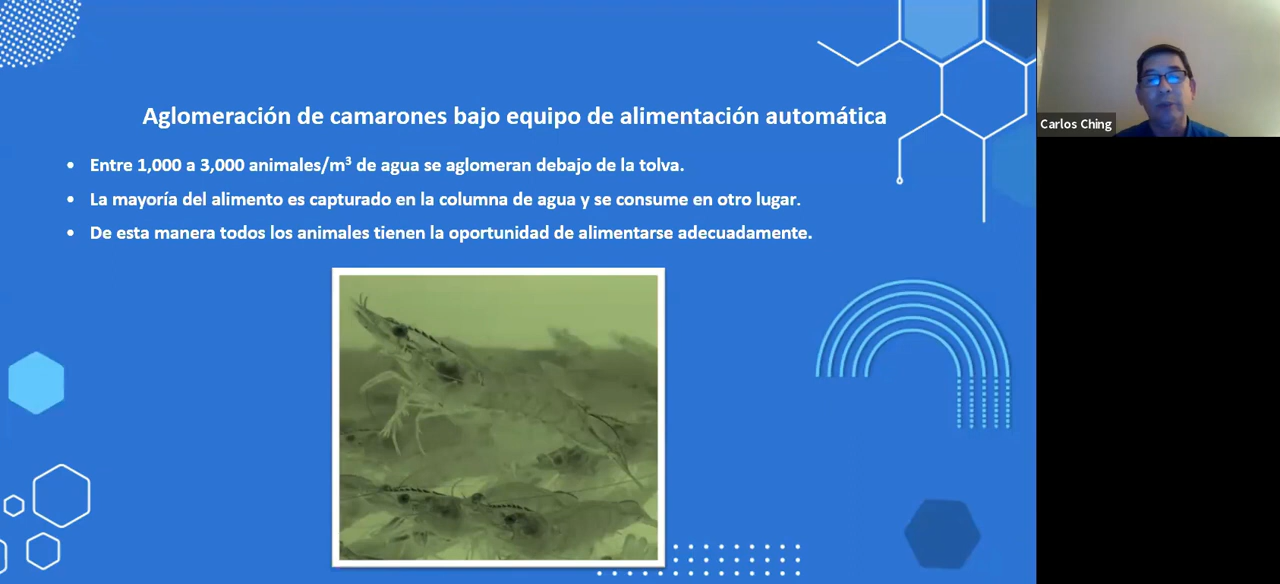 Aglomeración de camarones bajo equipo de alimentación automática
• Entre 1,000 a 3,000 animales/m³ de agua se aglomeran debajo de la tolva.
• La mayoría del alimento es capturado en la columna de agua y se consume en otro lugar.
• De esta manera todos los animales tienen la oportunidad de alimentarse adecuadamente.
Carlos Ching